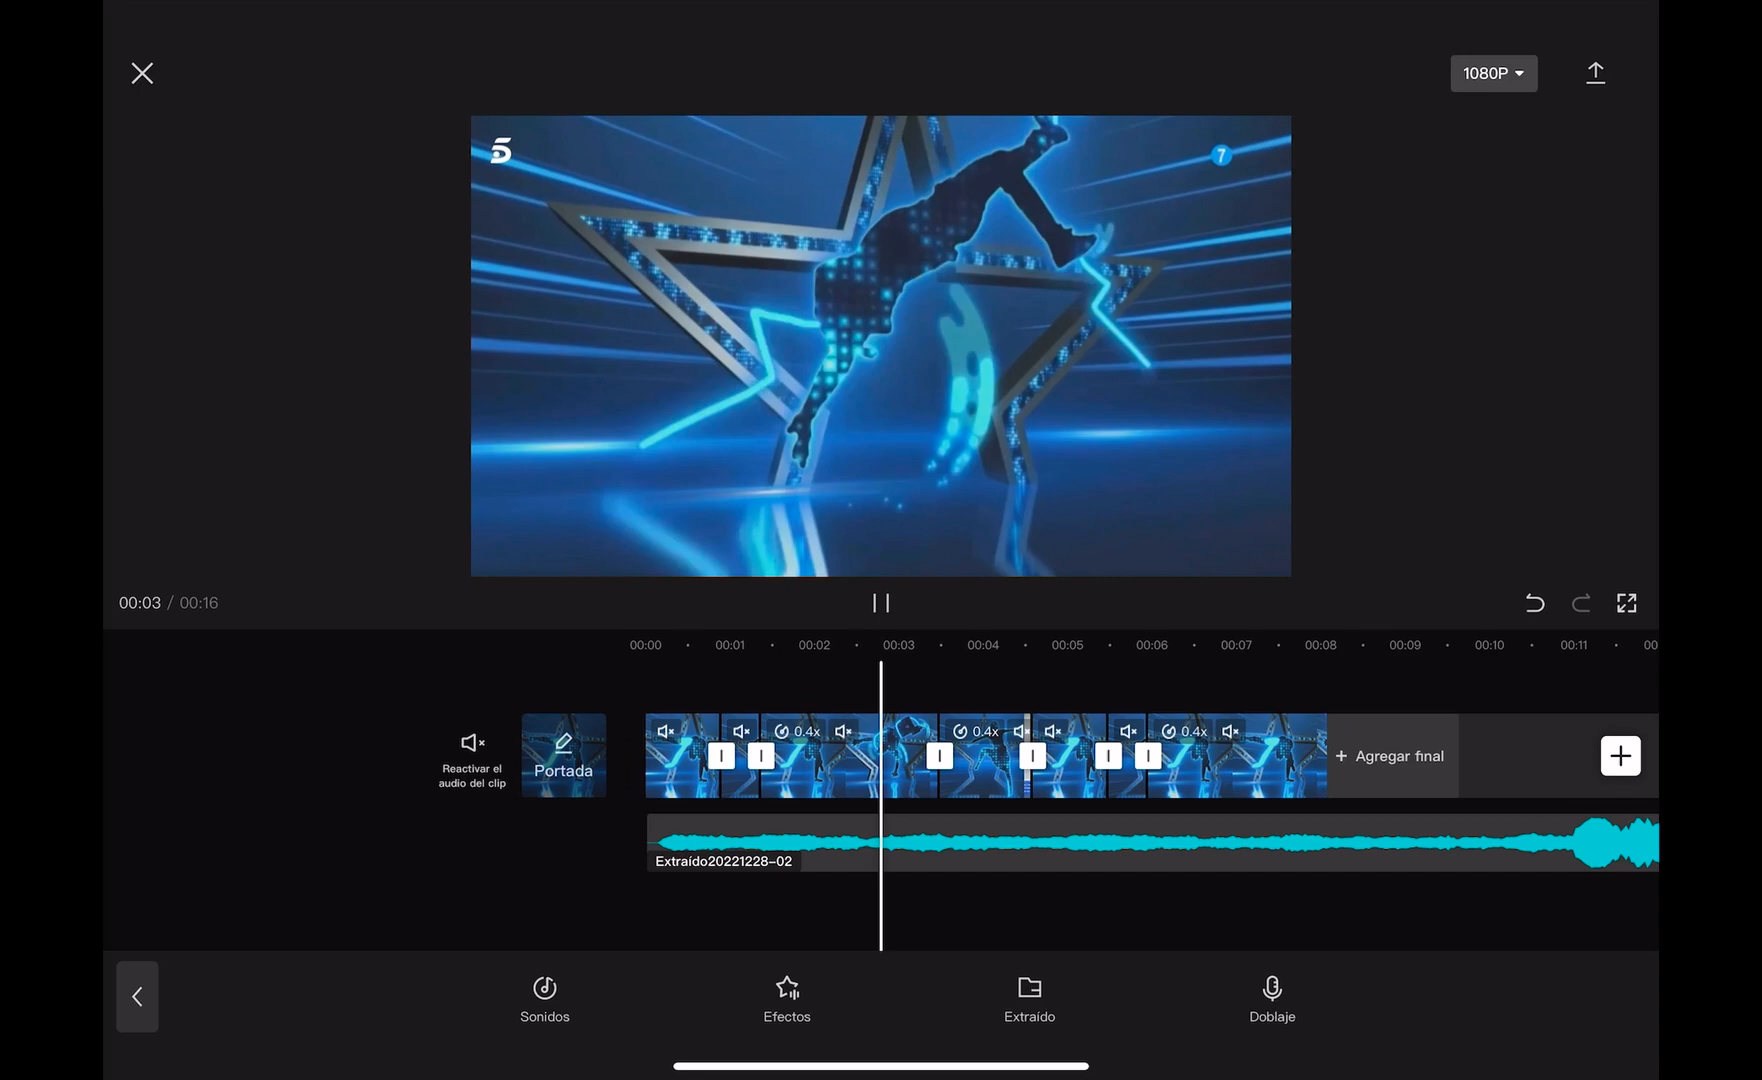 1080P
5
7
00:03 / 00:16
00:00 00:01 00:02 00:03 00:04 00:05 00:06 00:07 00:08 00:09 00:10 00:11 00
0.4x 0.4x 0.4x
Reactivar el
audio del clip
Portada
+ Agregar final
Extraído20221228-02
Sonidos Efectos Extraído Doblaje